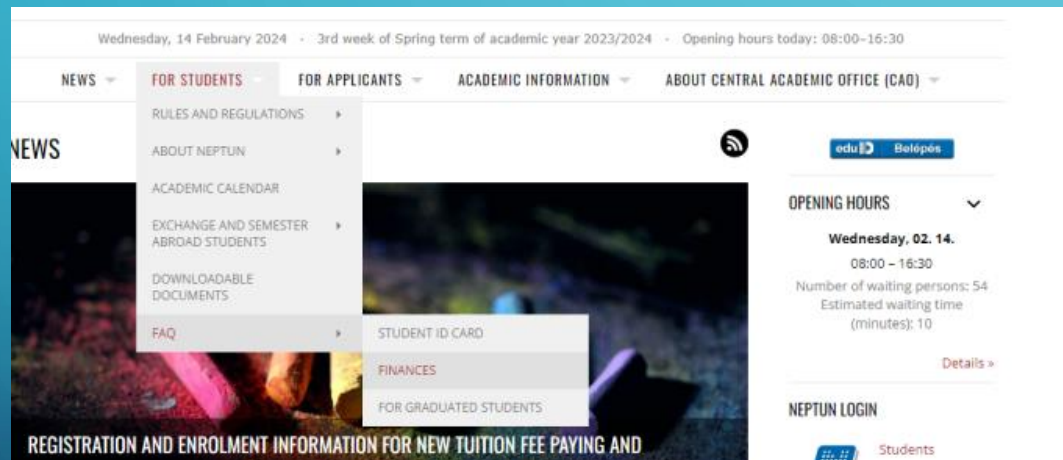 Wednesday, 14 February 2024 - 3rd week of Spring term of academic year 2023/2024 - Opening hours today: 08:00–16:30
NEWS FOR STUDENTS FOR APPLICANTS ACADEMIC INFORMATION ABOUT CENTRAL ACADEMIC OFFICE (CAO)
RULES AND REGULATIONS
ABOUT NEPTUN
ACADEMIC CALENDAR
EXCHANGE AND SEMESTER
ABROAD STUDENTS
DOWNLOADABLE
DOCUMENTS
FAQ
STUDENT ID CARD
FINANCES
FOR GRADUATED STUDENTS
NEWS
REGISTRATION AND ENROLMENT INFORMATION FOR NEW TUITION FEE PAYING AND
eduID Belépés
OPENING HOURS
Wednesday, 02. 14.
08:00 – 16:30
Number of waiting persons: 54
Estimated waiting time
(minutes): 10
Details »
NEPTUN LOGIN
Students